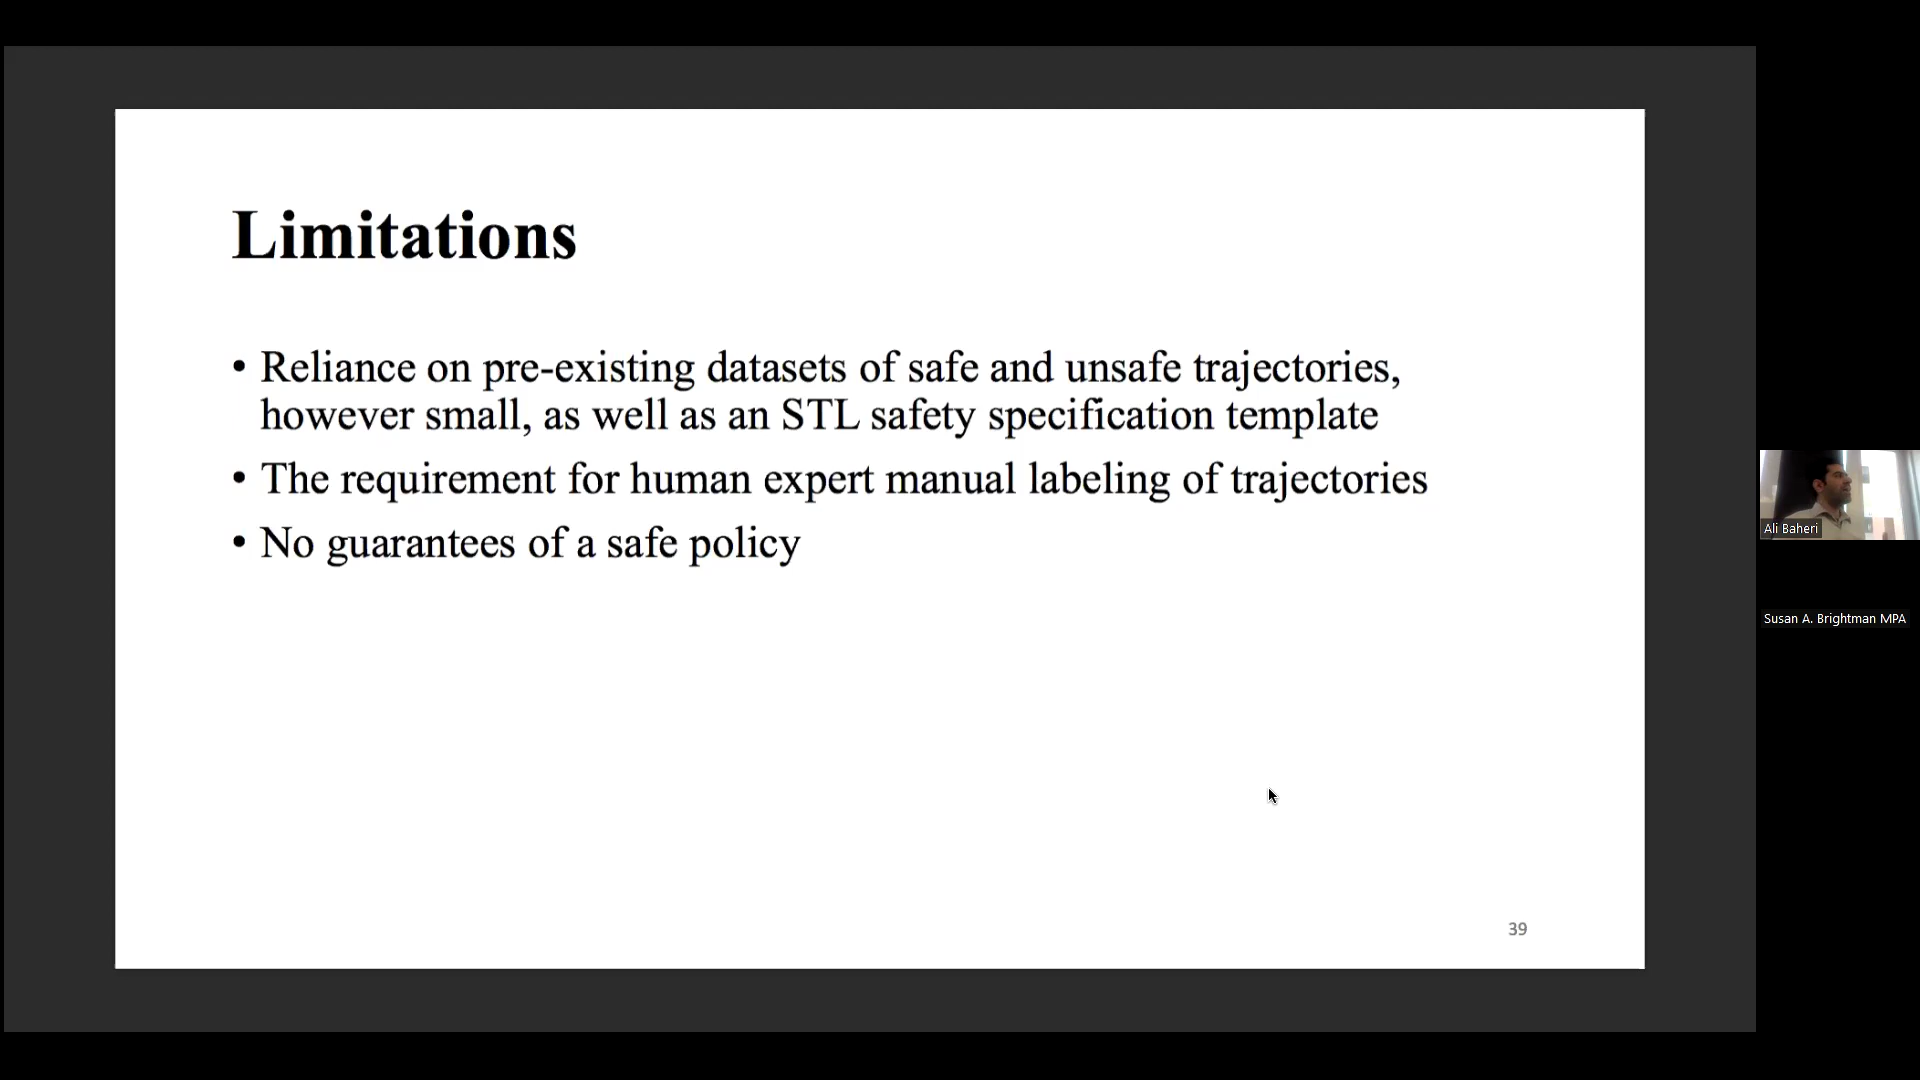 Limitations
• Reliance on pre-existing datasets of safe and unsafe trajectories,
however small, as well as an STL safety specification template
• The requirement for human expert manual labeling of trajectories
• No guarantees of a safe policy
39
Ali Baheri
Susan A. Brightman MPA